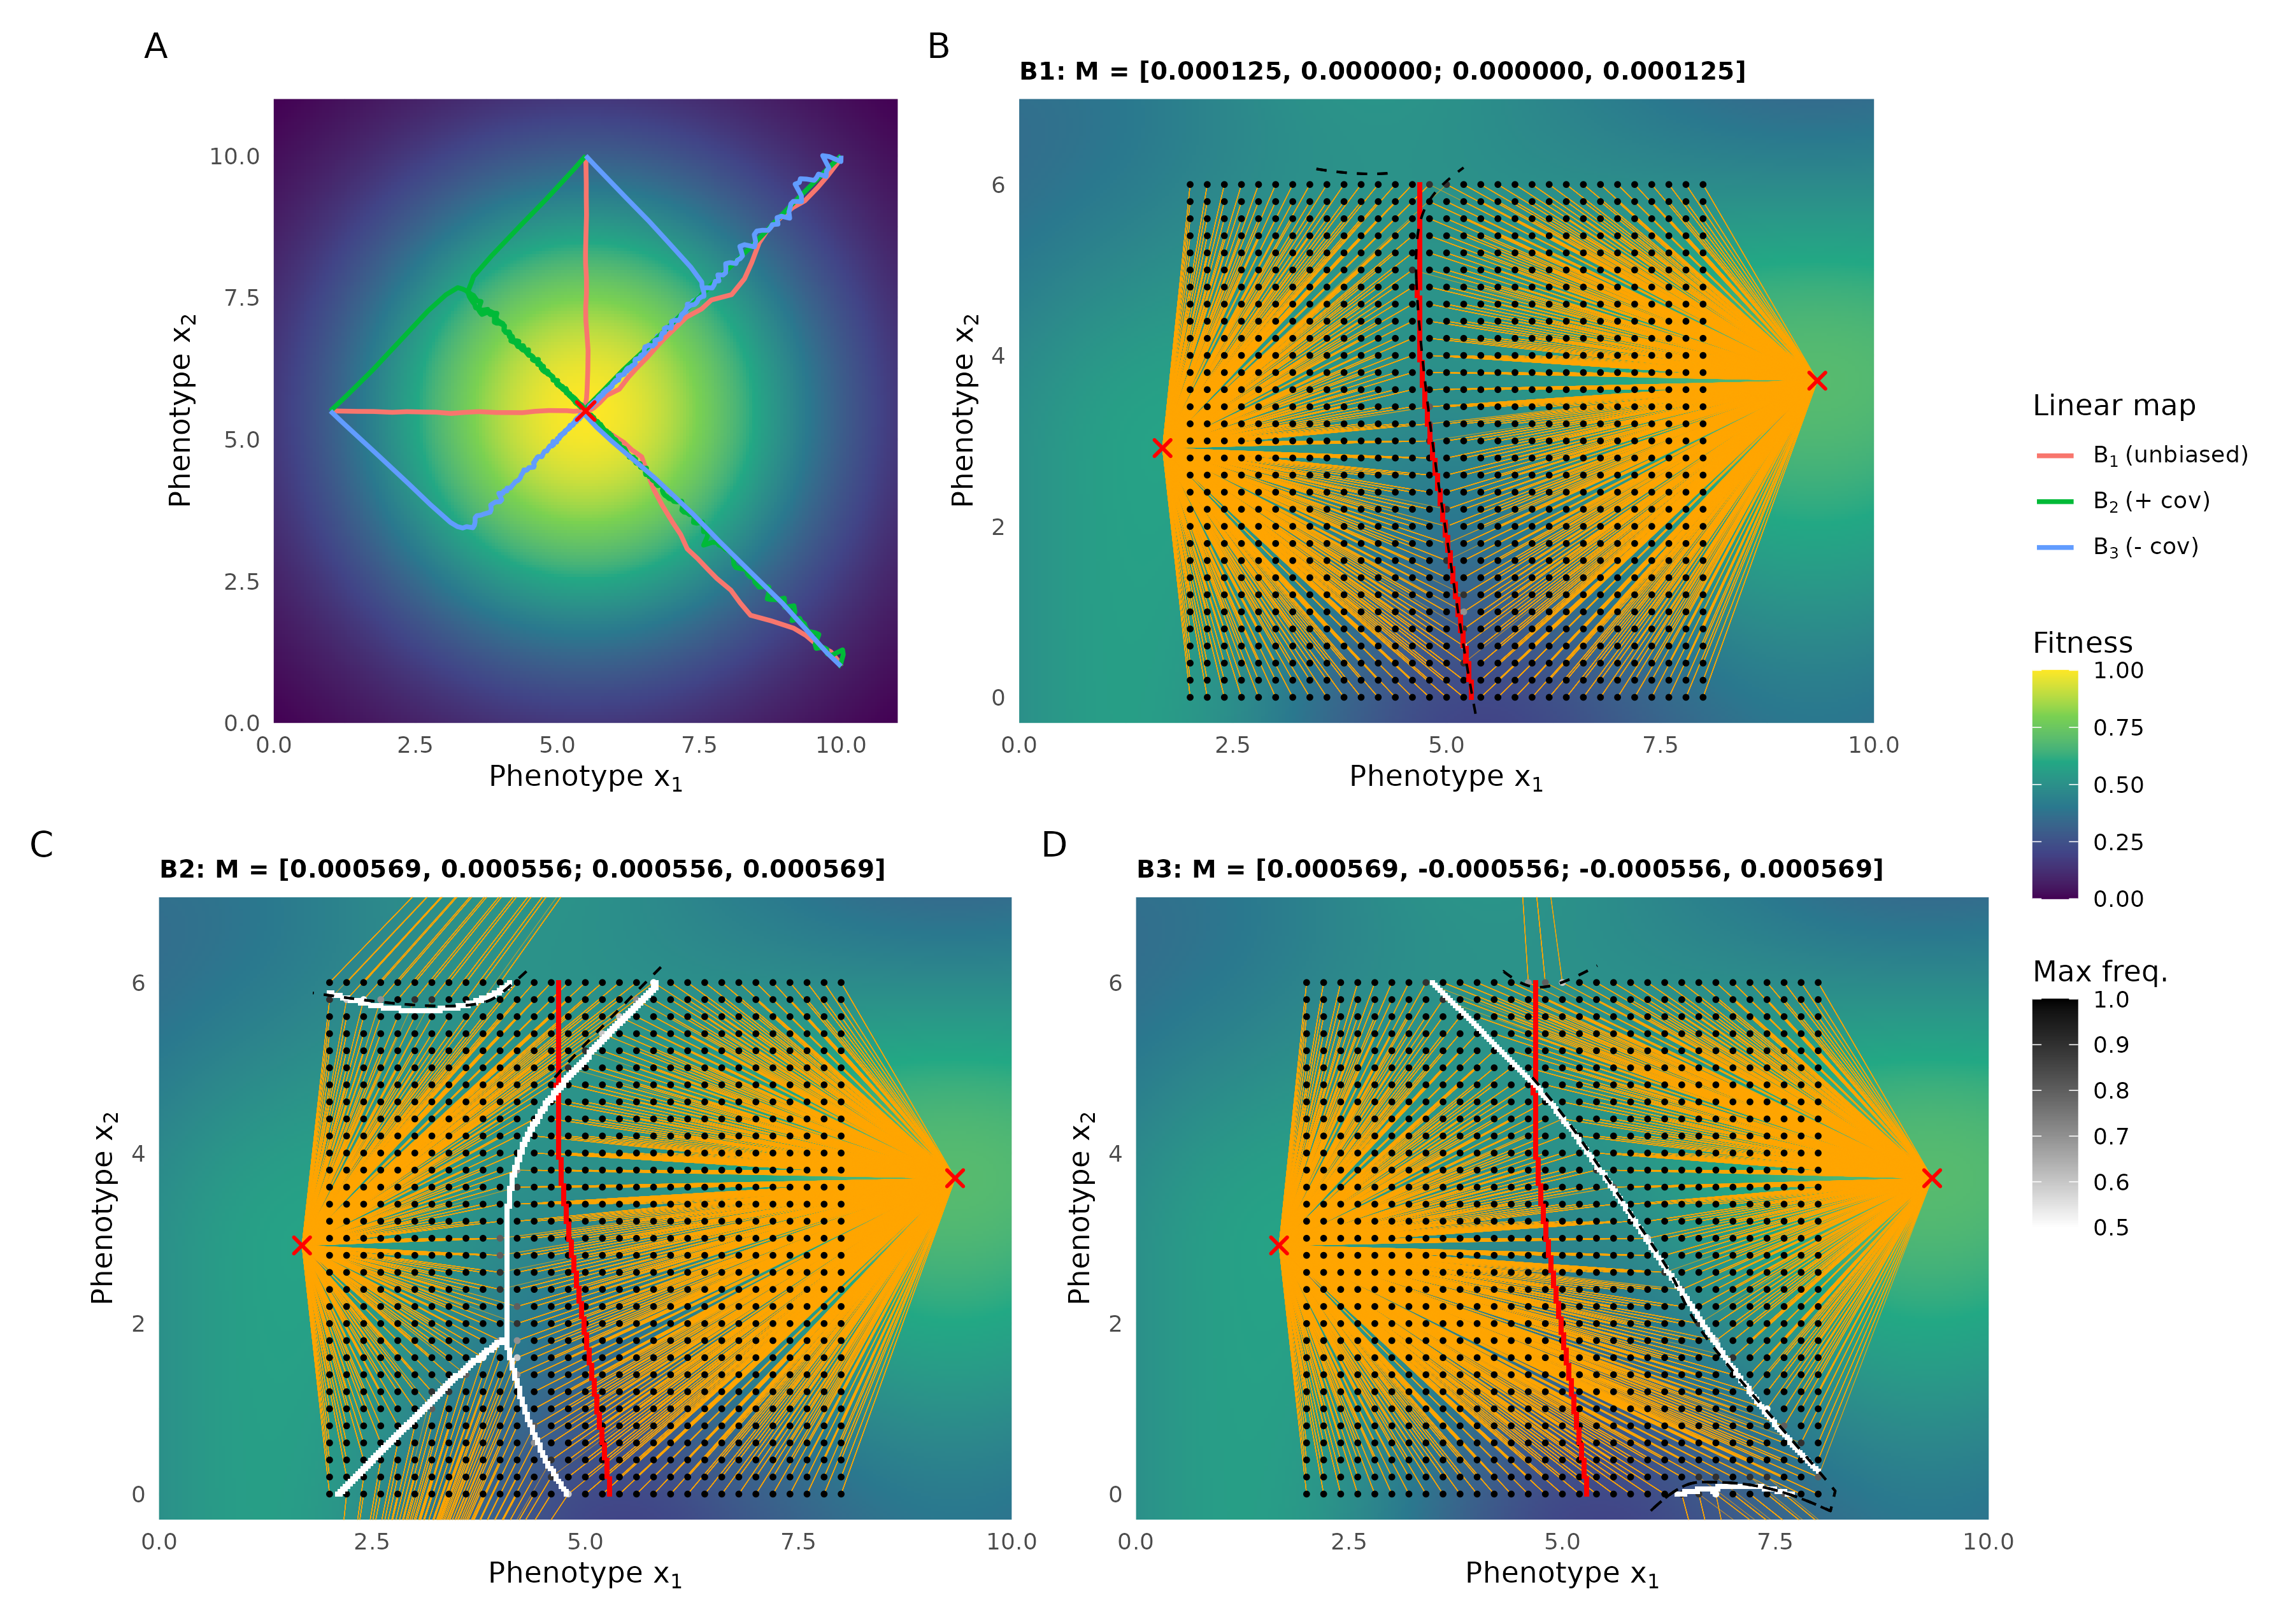 A
10.0
7.5
5.0
2.5
0.0
0.0 2.5 5.0 7.5 10.0
Phenotype x₁
Phenotype x₂
B
B1: M = [0.000125, 0.000000; 0.000000, 0.000125]
6
4
2
0
0.0 2.5 5.0 7.5 10.0
Phenotype x₁
Phenotype x₂
C
B2: M = [0.000569, 0.000556; 0.000556, 0.000569]
6
4
2
0
0.0 2.5 5.0 7.5 10.0
Phenotype x₁
Phenotype x₂
D
B3: M = [0.000569, -0.000556; -0.000556, 0.000569]
6
4
2
0
0.0 2.5 5.0 7.5 10.0
Phenotype x₁
Phenotype x₂
Linear map
B₁ (unbiased)
B₂ (+ cov)
B₃ (- cov)
Fitness
1.00
0.75
0.50
0.25
0.00
Max freq.
1.0
0.9
0.8
0.7
0.6
0.5